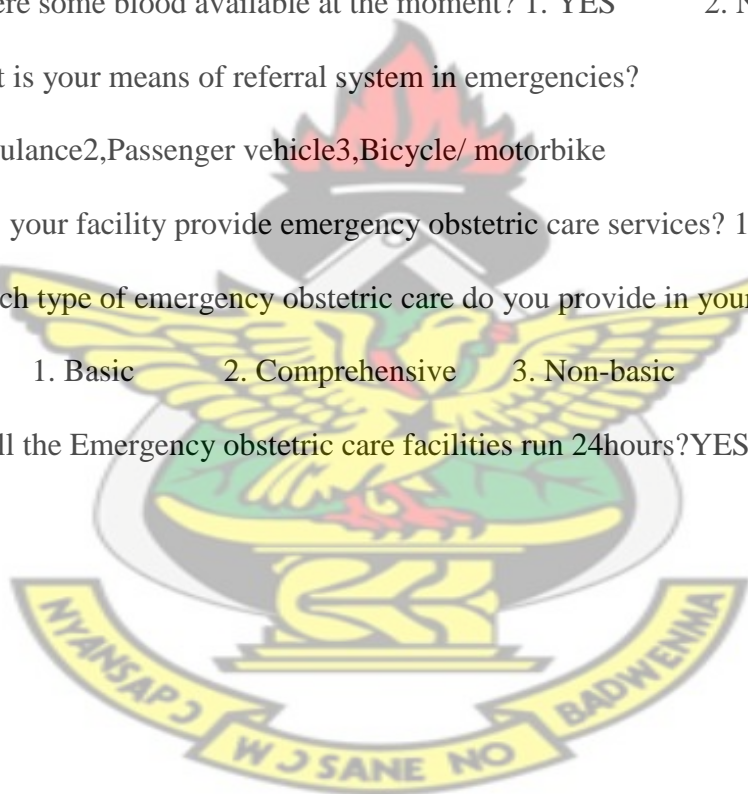 ere some blood available at the moment? 1. YES 2. N
t is your means of referral system in emergencies?
ulance2,Passenger vehicle3,Bicycle/ motorbike
your facility provide emergency obstetric care services? 1
ch type of emergency obstetric care do you provide in your
1. Basic 2. Comprehensive 3. Non-basic
ll the Emergency obstetric care facilities run 24hours?YES
NYANSAPƆ
WƆSANE NO
BADWENMA